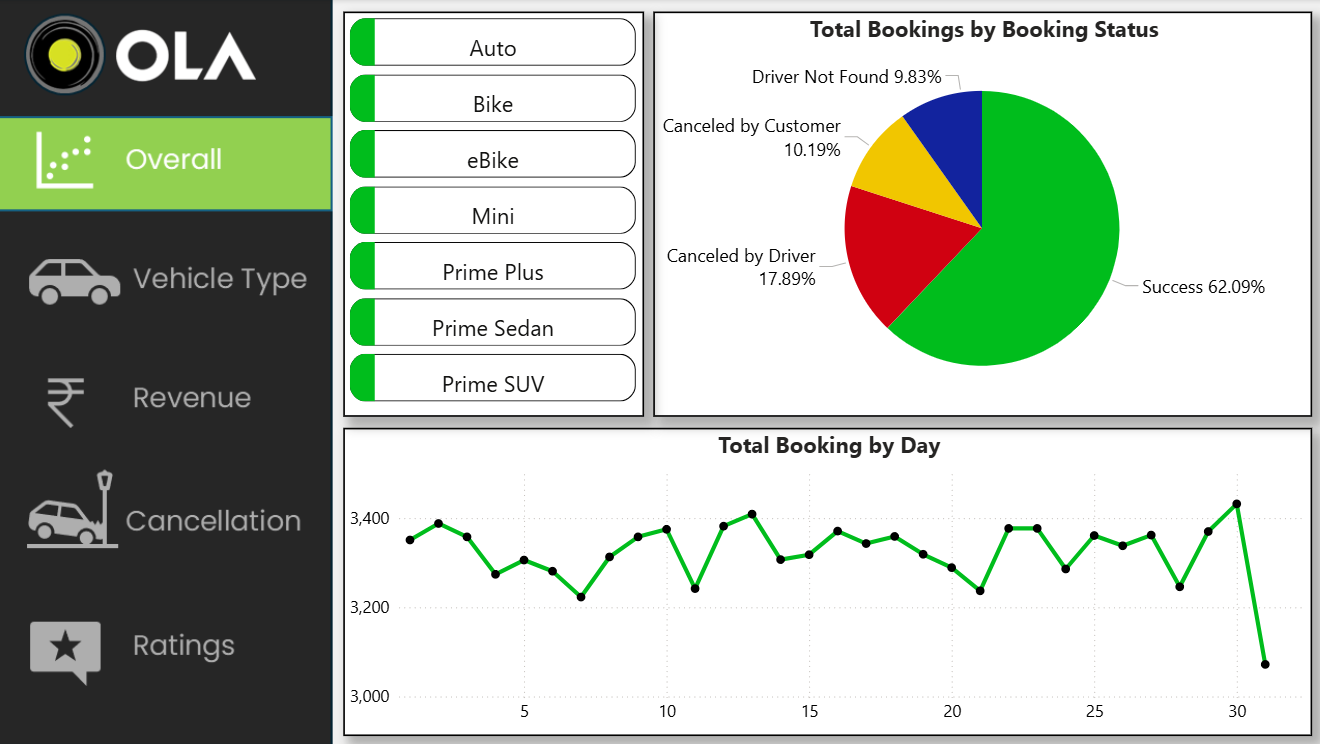 OLA
Overall
Vehicle Type
Revenue
Cancellation
Ratings
Auto
Bike
eBike
Mini
Prime Plus
Prime Sedan
Prime SUV
Total Bookings by Booking Status
Driver Not Found 9.83%
Canceled by Customer
10.19%
Canceled by Driver
17.89%
Success 62.09%
Total Booking by Day
3,400
3,200
3,000
5 10 15 20 25 30